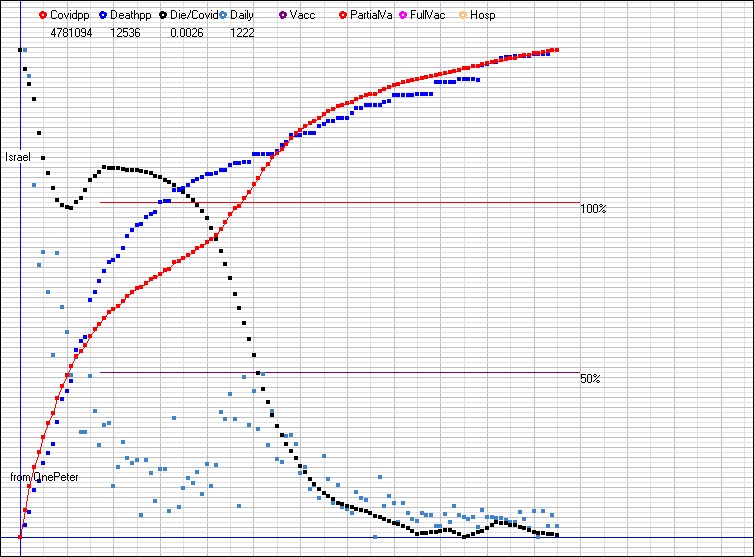 Covidpp Deathpp Die/Covid Daily Vacc PartialVa FullVac Hosp
4781094 12536 0.0026 1222
Israel
100%
50%
from/OnePeter